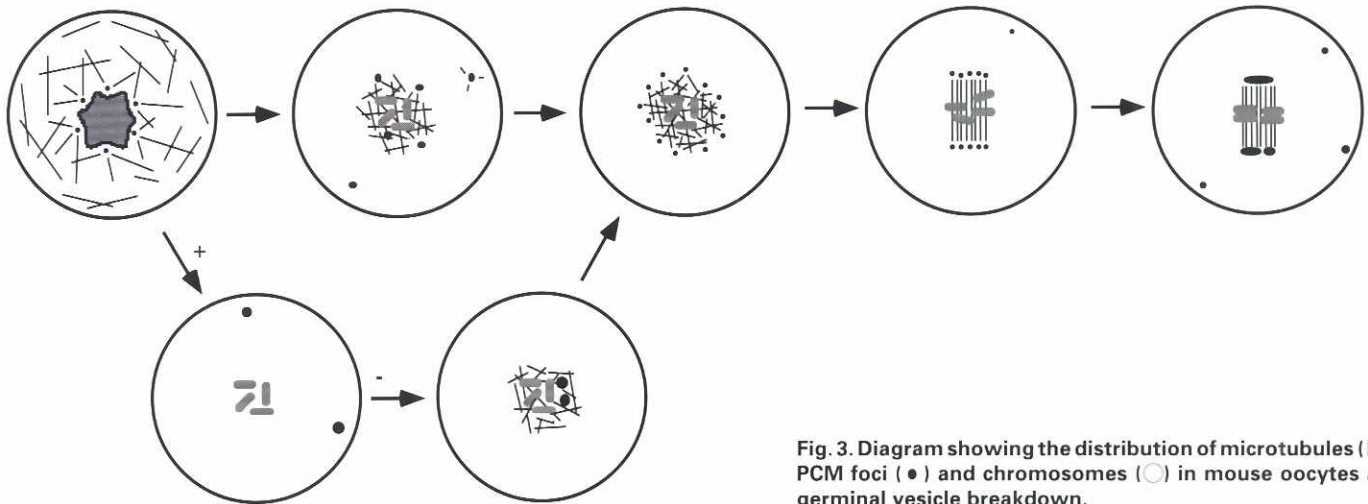 +
-
Fig. 3. Diagram showing the distribution of microtubules (
PCM foci ( • ) and chromosomes ( ) in mouse oocytes
germinal vesicle breakdown.